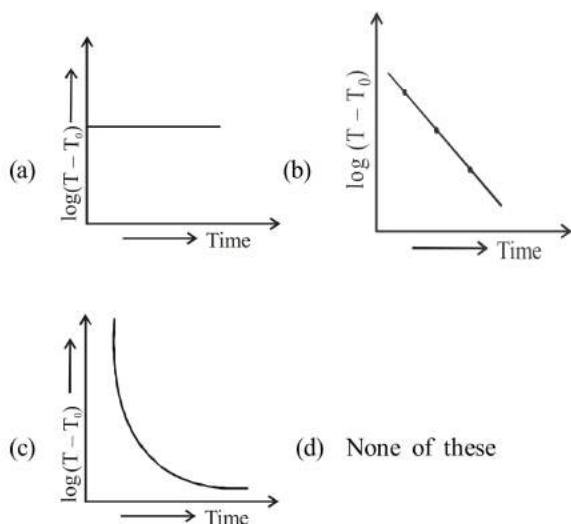 (a)
log(T – T₀)
Time
(b)
log (T – T₀)
Time
(c)
log(T – T₀)
Time
(d) None of these